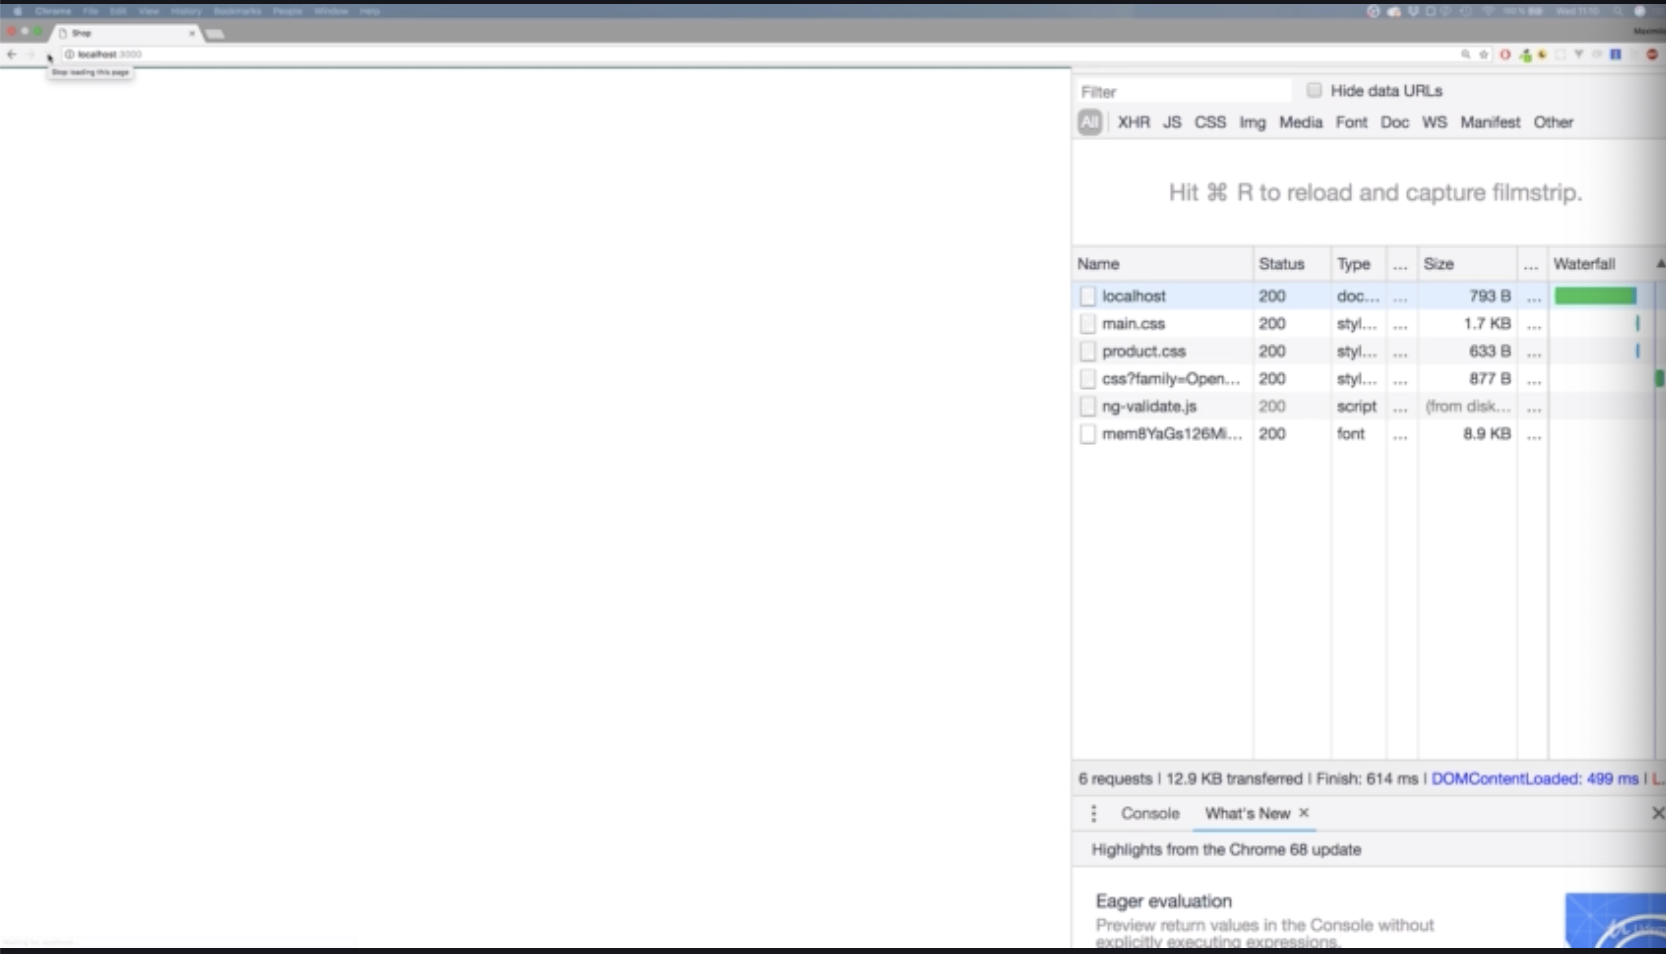 Chrome File Edit View History Bookmarks People Window Help
Wed 11:10
Shop
localhost:3000
Stop loading this page
Filter
Hide data URLs
All XHR JS CSS Img Media Font Doc WS Manifest Other
Hit ⌘ R to reload and capture filmstrip.
Name Status Type ... Size ... Waterfall ▲
localhost 200 doc... ... 793 B ...
main.css 200 styl... ... 1.7 KB ...
product.css 200 styl... ... 633 B ...
css?family=Open... 200 styl... ... 877 B ...
ng-validate.js 200 script ... (from disk... ...
mem8YaGs126Mi... 200 font ... 8.9 KB ...
6 requests | 12.9 KB transferred | Finish: 614 ms | DOMContentLoaded: 499 ms | L...
Console What's New ×
Highlights from the Chrome 68 update
Eager evaluation
Preview return values in the Console without
explicitly executing expressions.